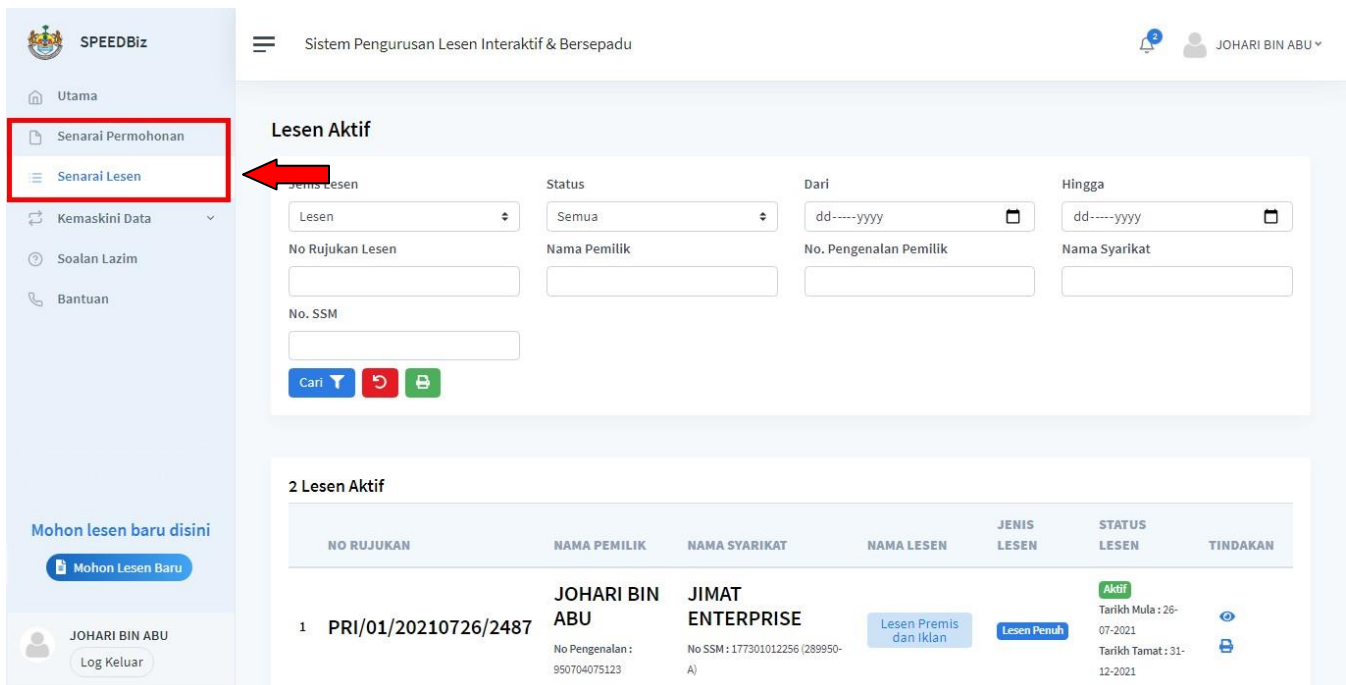 SPEEDBiz
Sistem Pengurusan Lesen Interaktif & Bersepadu
2
JOHARI BIN ABU
Utama
Senarai Permohonan
Senarai Lesen
Kemaskini Data
Soalan Lazim
Bantuan
Mohon lesen baru disini
Mohon Lesen Baru
JOHARI BIN ABU
Log Keluar
Lesen Aktif
Jenis Lesen Status Dari Hingga
Lesen Semua dd-----yyyy dd-----yyyy
No Rujukan Lesen Nama Pemilik No. Pengenalan Pemilik Nama Syarikat
No. SSM
Cari
2 Lesen Aktif
NO RUJUKAN NAMA PEMILIK NAMA SYARIKAT NAMA LESEN JENIS LESEN STATUS LESEN TINDAKAN
1 PRI/01/20210726/2487
JOHARI BIN
ABU
No Pengenalan :
950704075123
JIMAT
ENTERPRISE
No SSM : 177301012256 (289950-
A)
Lesen Premis
dan Iklan
Lesen Penuh
Aktif
Tarikh Mula : 26-
07-2021
Tarikh Tamat : 31-
12-2021